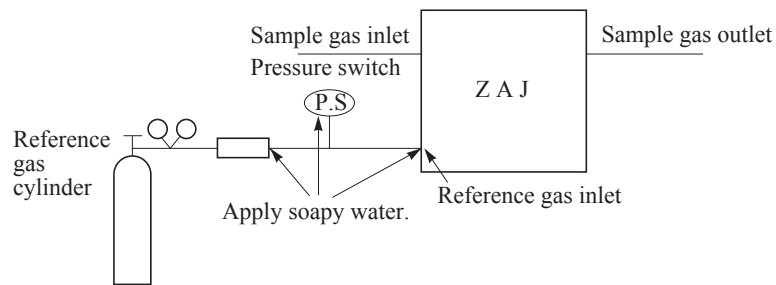 Sample gas inlet
Sample gas outlet
Pressure switch
Z A J
P.S
Reference
gas
cylinder
Reference gas inlet
Apply soapy water.